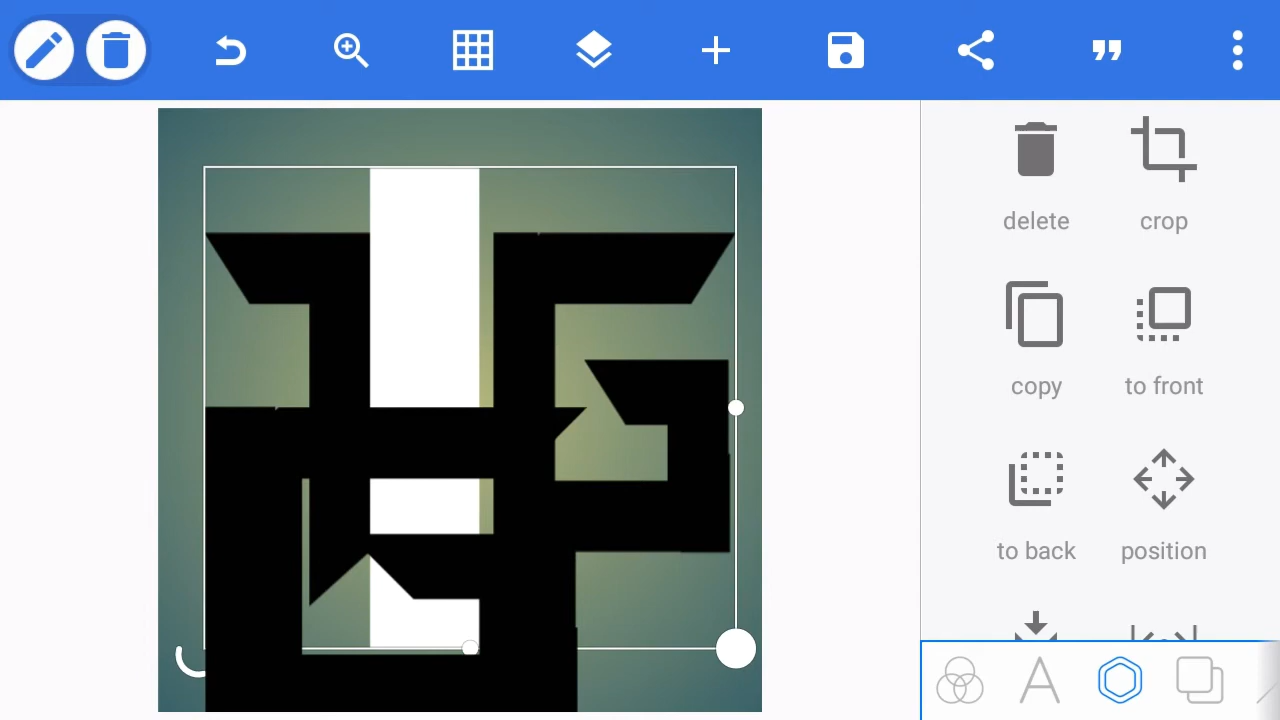 delete
crop
copy
to front
to back
position